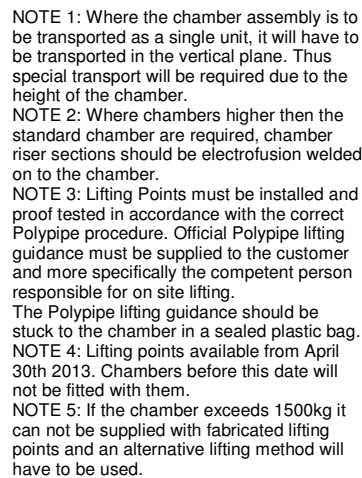 NOTE 1: Where the chamber assembly is to
be transported as a single unit, it will have to
be transported in the vertical plane. Thus
special transport will be required due to the
height of the chamber.
NOTE 2: Where chambers higher then the
standard chamber are required, chamber
riser sections should be electrofusion welded
on to the chamber.
NOTE 3: Lifting Points must be installed and
proof tested in accordance with the correct
Polypipe procedure. Official Polypipe lifting
guidance must be supplied to the customer
and more specifically the competent person
responsible for on site lifting.
The Polypipe lifting guidance should be
stuck to the chamber in a sealed plastic bag.
NOTE 4: Lifting points available from April
30th 2013. Chambers before this date will
not be fitted with them.
NOTE 5: If the chamber exceeds 1500kg it
can not be supplied with fabricated lifting
points and an alternative lifting method will
have to be used.